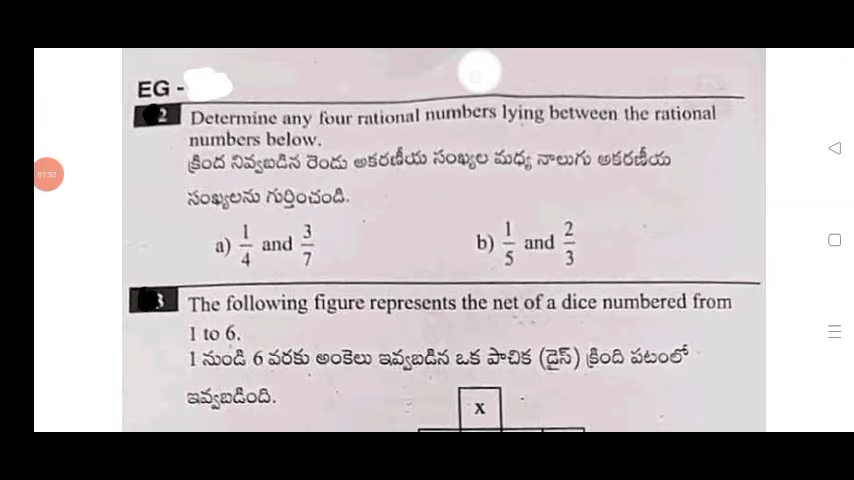 01:52
EG -
2 Determine any four rational numbers lying between the rational
numbers below.
క్రింద నివ్వబడిన రెండు అకరణీయ సంఖ్యల మధ్య నాలుగు అకరణీయ
సంఖ్యలను గుర్తించండి.
a) 1/4 and 3/7 b) 1/5 and 2/3
3 The following figure represents the net of a dice numbered from
1 to 6.
1 నుండి 6 వరకు అంకెలు ఇవ్వబడిన ఒక పాచిక (డైస్) క్రింది పటంలో
ఇవ్వబడింది.
x